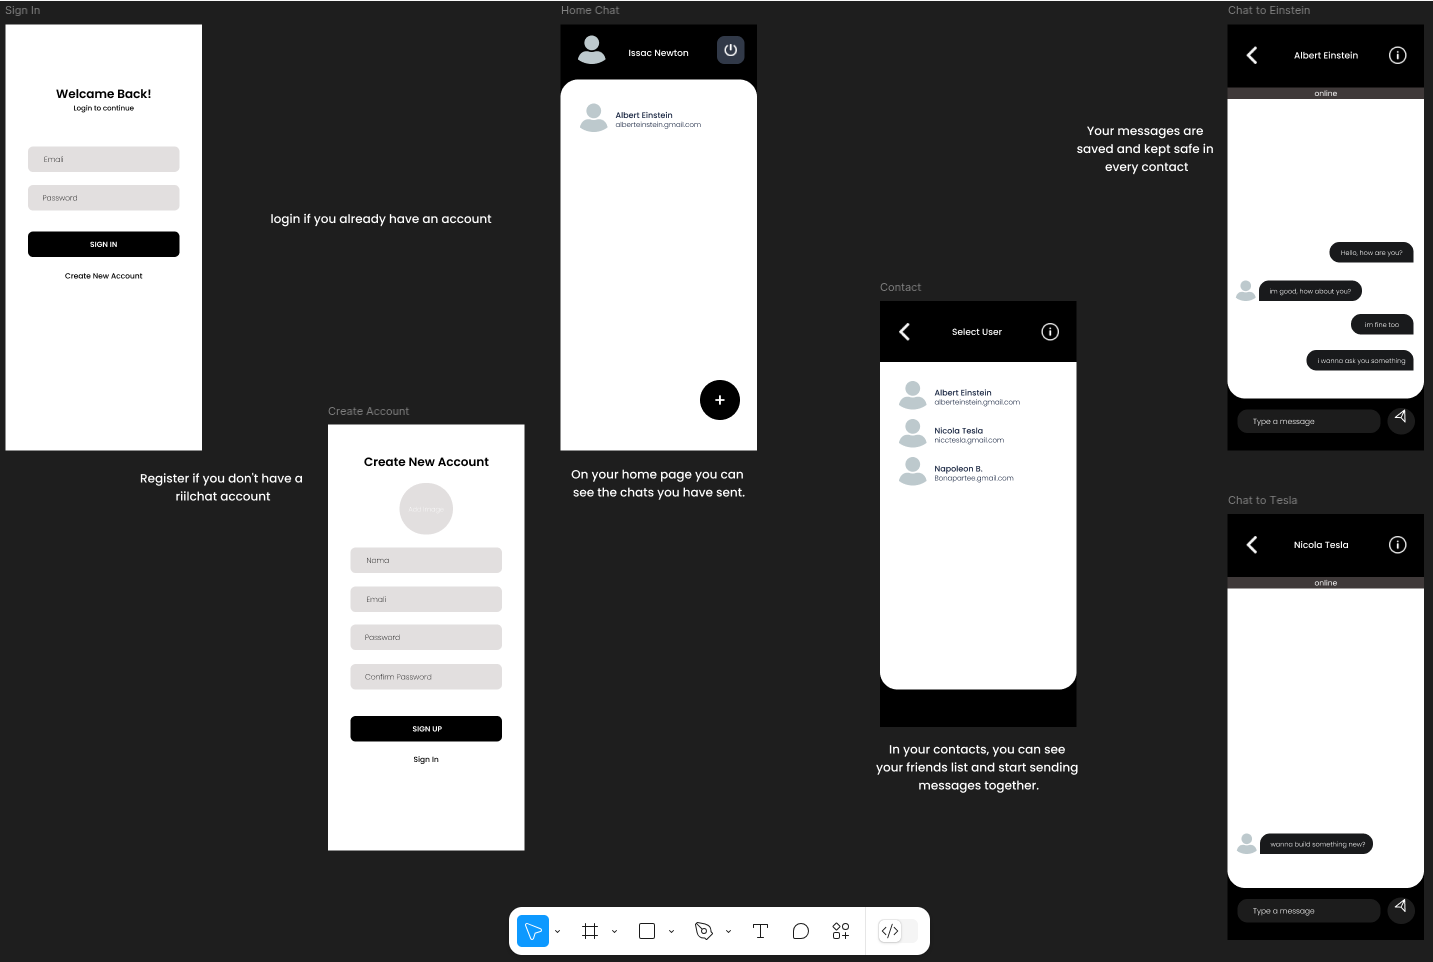 Sign In
Welcame Back!
Login to continue
Email
Password
SIGN IN
Create New Account
login if you already have an account
Register if you don't have a
riilchat account
Create Account
Create New Account
Add Image
Nama
Email
Password
Confirm Password
SIGN UP
Sign In
Home Chat
Issac Newton
Albert Einstein
alberteinstein.gmail.com
+
On your home page you can
see the chats you have sent.
Contact
Select User
Albert Einstein
alberteinstein.gmail.com
Nicola Tesla
nicctesla.gmail.com
Napoleon B.
Bonapartee.gmail.com
In your contacts, you can see
your friends list and start sending
messages together.
Your messages are
saved and kept safe in
every contact
Chat to Einstein
Albert Einstein
online
Hello, how are you?
im good, how about you?
im fine too
i wanna ask you something
Type a message
Chat to Tesla
Nicola Tesla
online
wanna build something new?
Type a message